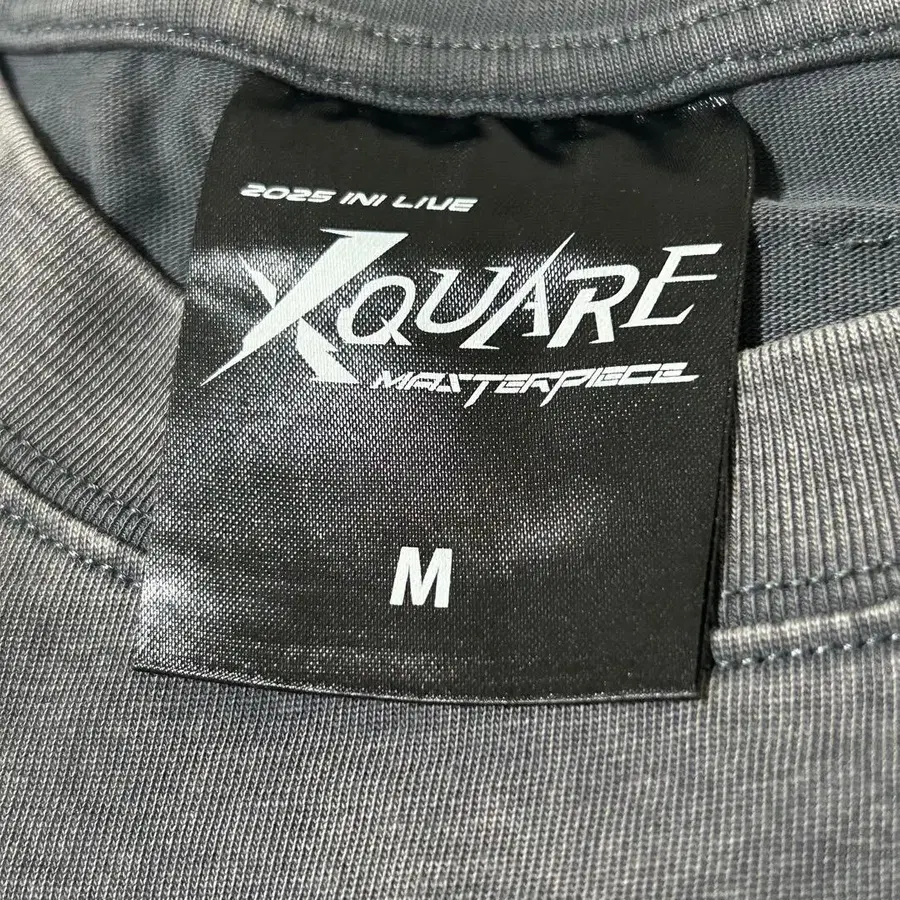 2025 INI LIVE
XQUARE
MASTERPIECE
M